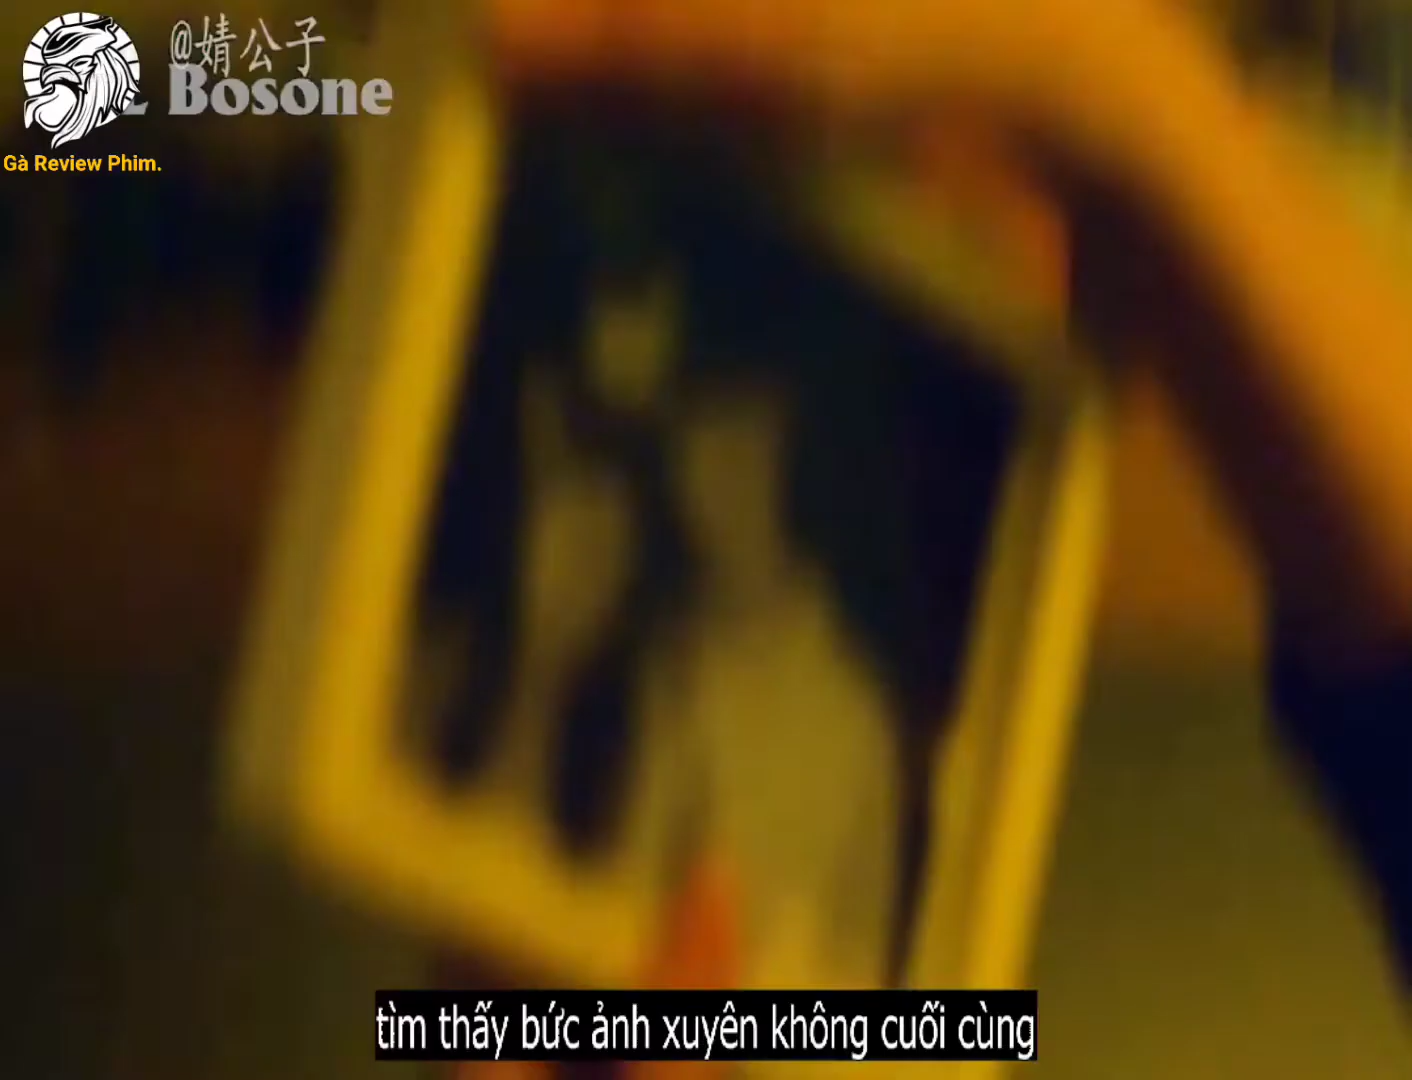 @婧公子
Bosone
Gà Review Phim.
tìm thấy bức ảnh xuyên không cuối cùng